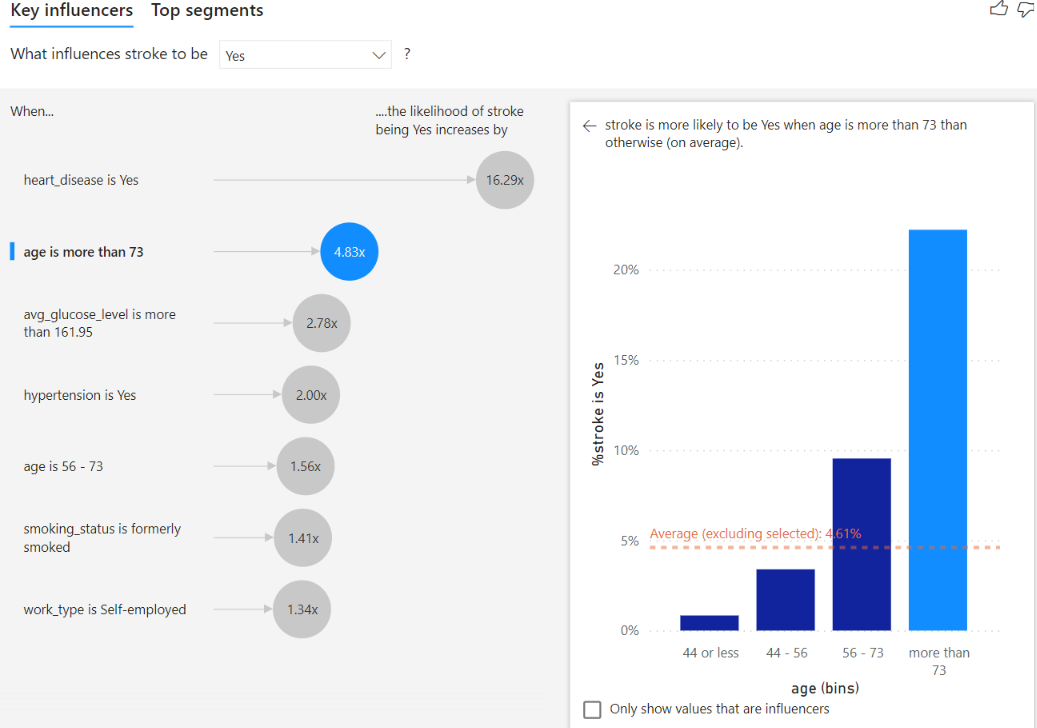 Key influencers Top segments
What influences stroke to be Yes ?
When...
....the likelihood of stroke
being Yes increases by
heart_disease is Yes
16.29x
age is more than 73
4.83x
avg_glucose_level is more
than 161.95
2.78x
hypertension is Yes
2.00x
age is 56 - 73
1.56x
smoking_status is formerly
smoked
1.41x
work_type is Self-employed
1.34x
stroke is more likely to be Yes when age is more than 73 than
otherwise (on average).
%stroke is Yes
20%
15%
10%
5%
0%
Average (excluding selected): 4.61%
44 or less
44 - 56
56 - 73
more than
73
age (bins)
Only show values that are influencers